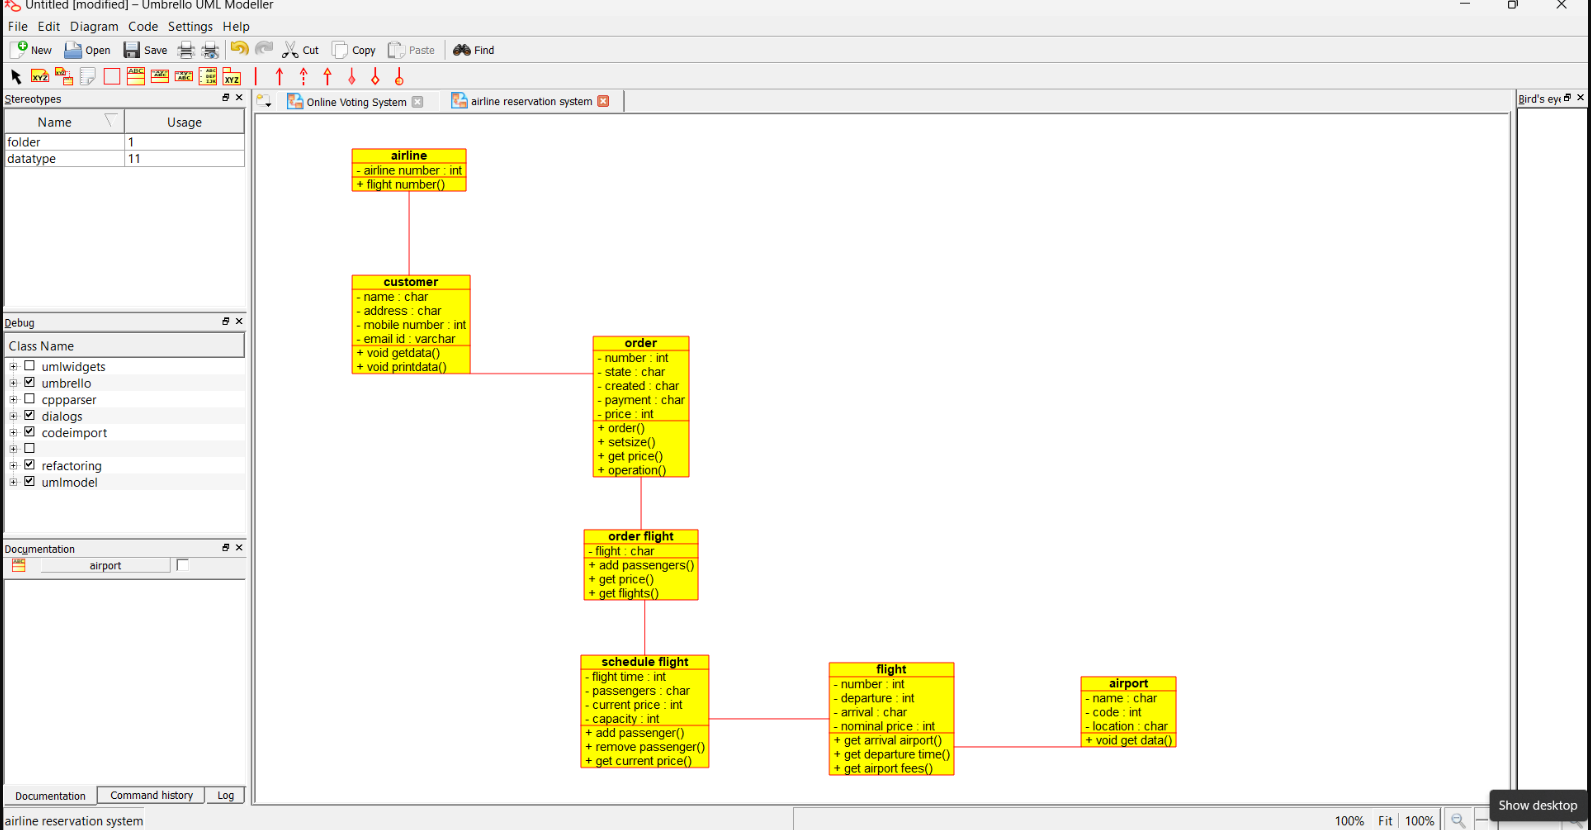 Untitled [modified] – Umbrello UML Modeller
File Edit Diagram Code Settings Help
New Open Save Cut Copy Paste Find
Stereotypes
Name Usage
folder 1
datatype 11
Debug
Class Name
umlwidgets
umbrello
cppparser
dialogs
codeimport
refactoring
umlmodel
Documentation
airport
Documentation Command history Log
airline reservation system
Online Voting System
airline reservation system
Bird's eye
airline
- airline number : int
+ flight number()
customer
- name : char
- address : char
- mobile number : int
- email id : varchar
+ void getdata()
+ void printdata()
order
- number : int
- state : char
- created : char
- payment : char
- price : int
+ order()
+ setsize()
+ get price()
+ operation()
order flight
- flight : char
+ add passengers()
+ get price()
+ get flights()
schedule flight
- flight time : int
- passengers : char
- current price : int
- capacity : int
+ add passenger()
+ remove passenger()
+ get current price()
flight
- number : int
- departure : int
- arrival : char
- nominal price : int
+ get arrival airport()
+ get departure time()
+ get airport fees()
airport
- name : char
- code : int
- location : char
+ void get data()
Show desktop
100% Fit 100%